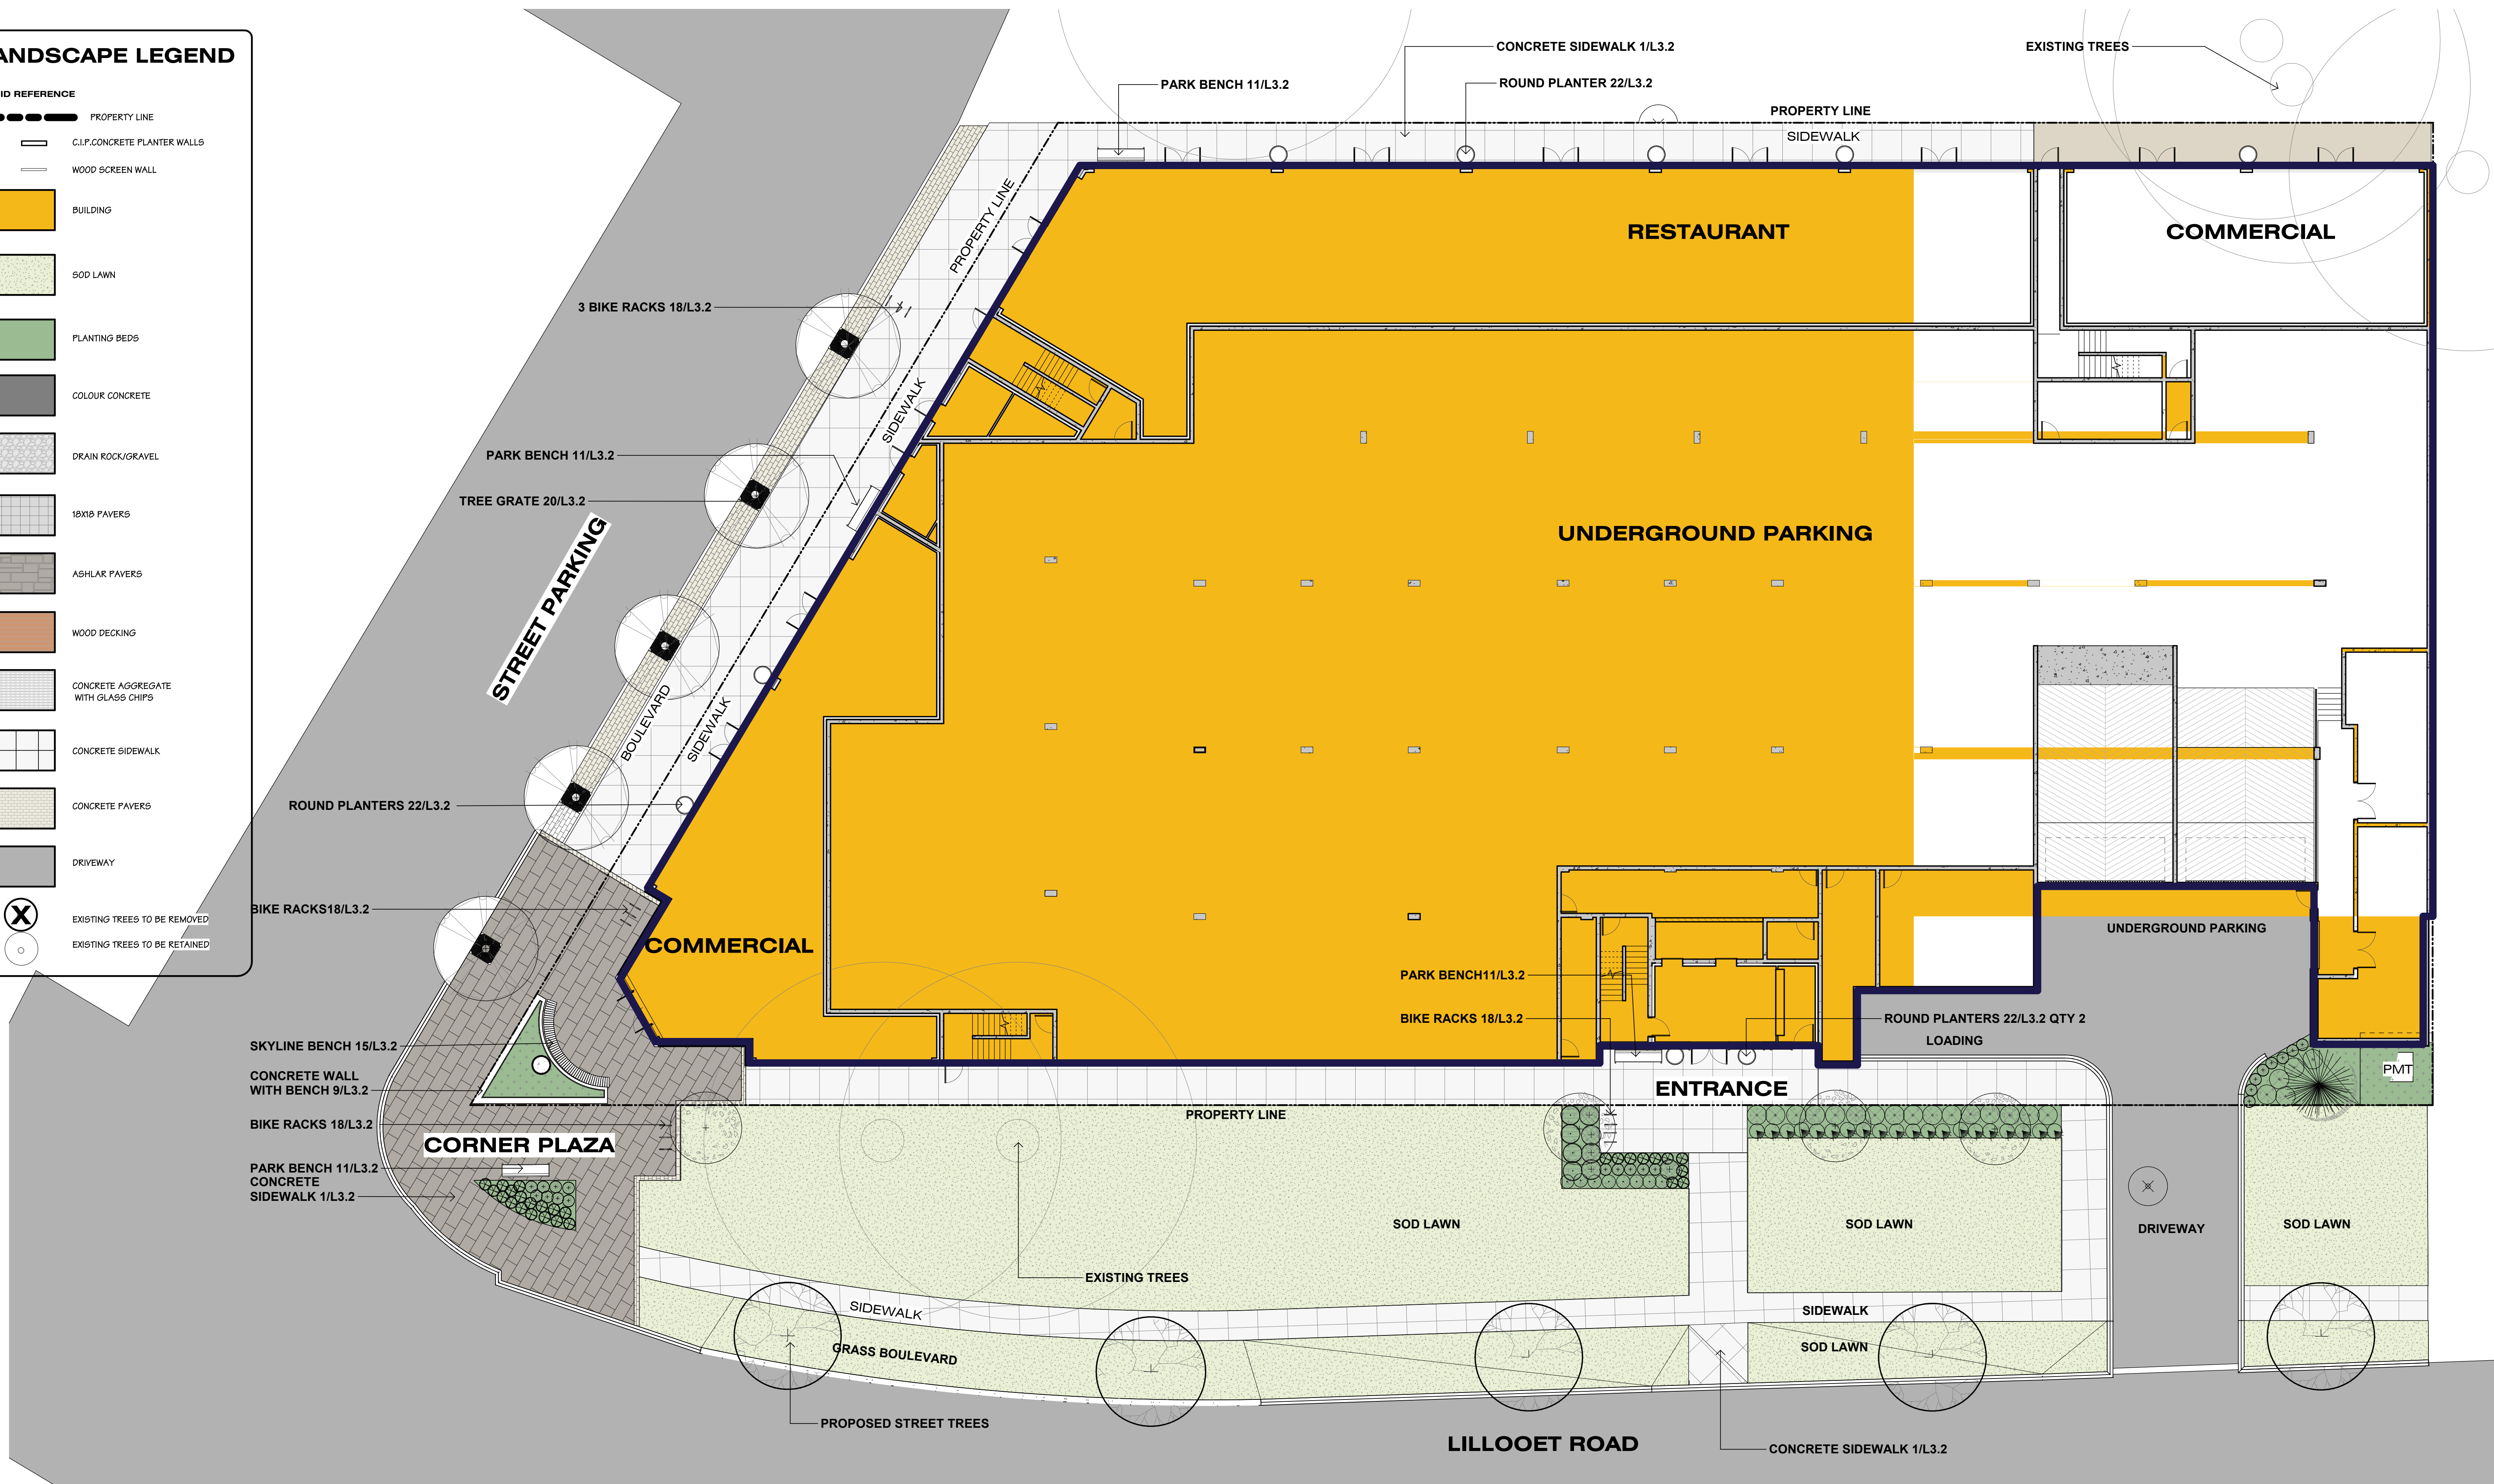 ANDSCAPE LEGEND
ID REFERENCE
PROPERTY LINE
C.I.P.CONCRETE PLANTER WALLS
WOOD SCREEN WALL
BUILDING
SOD LAWN
PLANTING BEDS
COLOUR CONCRETE
DRAIN ROCK/GRAVEL
18X18 PAVERS
ASHLAR PAVERS
WOOD DECKING
CONCRETE AGGREGATE
WITH GLASS CHIPS
CONCRETE SIDEWALK
CONCRETE PAVERS
DRIVEWAY
X
EXISTING TREES TO BE REMOVED
EXISTING TREES TO BE RETAINED
CONCRETE SIDEWALK 1/L3.2
EXISTING TREES
PARK BENCH 11/L3.2
ROUND PLANTER 22/L3.2
PROPERTY LINE
SIDEWALK
PROPERTY LINE
RESTAURANT
COMMERCIAL
3 BIKE RACKS 18/L3.2
SIDEWALK
PARK BENCH 11/L3.2
TREE GRATE 20/L3.2
STREET PARKING
UNDERGROUND PARKING
BOULEVARD
SIDEWALK
ROUND PLANTERS 22/L3.2
BIKE RACKS18/L3.2
COMMERCIAL
UNDERGROUND PARKING
PARK BENCH11/L3.2
BIKE RACKS 18/L3.2
ROUND PLANTERS 22/L3.2 QTY 2
LOADING
SKYLINE BENCH 15/L3.2
CONCRETE WALL
WITH BENCH 9/L3.2
PMT
ENTRANCE
PROPERTY LINE
BIKE RACKS 18/L3.2
CORNER PLAZA
PARK BENCH 11/L3.2
CONCRETE
SIDEWALK 1/L3.2
SOD LAWN
SOD LAWN
DRIVEWAY
SOD LAWN
EXISTING TREES
SIDEWALK
SIDEWALK
GRASS BOULEVARD
SOD LAWN
PROPOSED STREET TREES
LILLOOET ROAD
CONCRETE SIDEWALK 1/L3.2